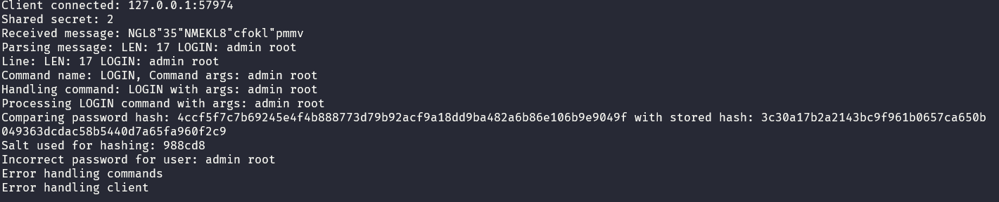 Client connected: 127.0.0.1:57974
Shared secret: 2
Received message: NGL8"35"NMEKL8"cfokl"pmmv
Parsing message: LEN: 17 LOGIN: admin root
Line: LEN: 17 LOGIN: admin root
Command name: LOGIN, Command args: admin root
Handling command: LOGIN with args: admin root
Processing LOGIN command with args: admin root
Comparing password hash: 4ccf5f7c7b69245e4f4b888773d79b92acf9a18dd9ba482a6b86e106b9e9049f with stored hash: 3c30a17b2a2143bc9f961b0657ca650b
049363dcdac58b5440d7a65fa960f2c9
Salt used for hashing: 988cd8
Incorrect password for user: admin root
Error handling commands
Error handling client